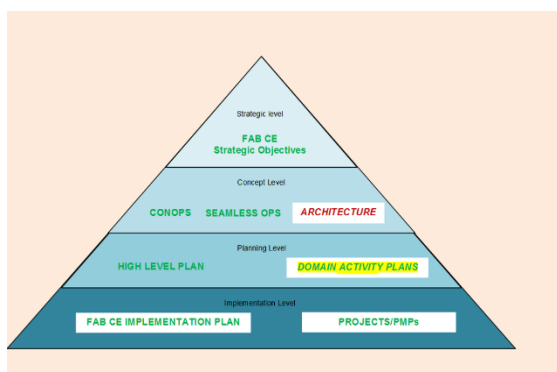 Strategic level
FAB CE
Strategic Objectives
Concept Level
CONOPS SEAMLESS OPS ARCHITECTURE
Planning Level
HIGH LEVEL PLAN DOMAIN ACTIVITY PLANS
Implementation Level
FAB CE IMPLEMENTATION PLAN PROJECTS/PMPs